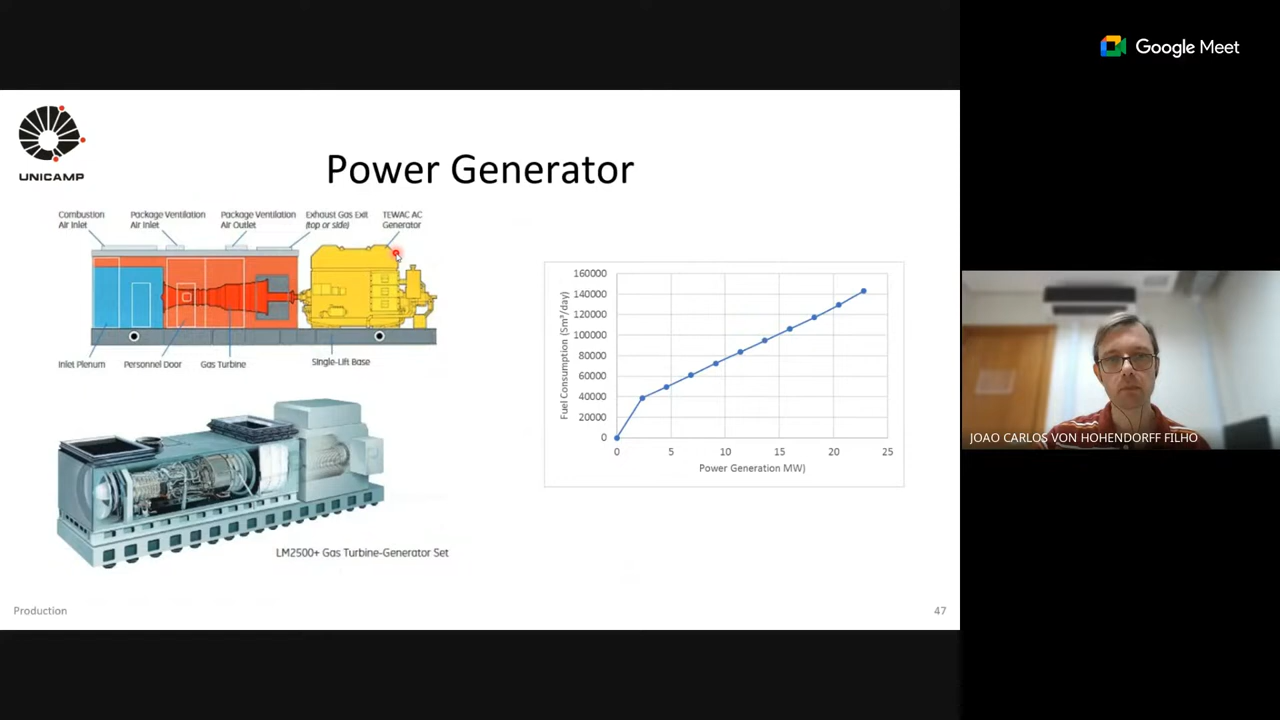 Google Meet
UNICAMP
Power Generator
Combustion
Air Inlet
Package Ventilation
Air Inlet
Package Ventilation
Air Outlet
Exhaust Gas Exit
(top or side)
TEWAC AC
Generator
Inlet Plenum
Personnel Door
Gas Turbine
Single-Lift Base
LM2500+ Gas Turbine-Generator Set
Fuel Consumption (Sm³/day)
160000
140000
120000
100000
80000
60000
40000
20000
0
0 5 10 15 20 25
Power Generation MW)
JOAO CARLOS VON HOHENDORFF FILHO
Production
47